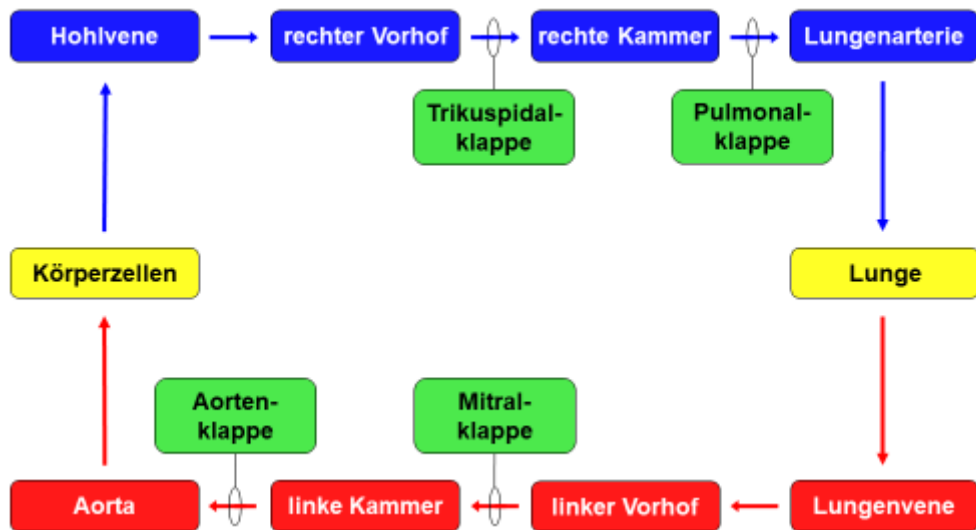 Hohlvene
rechter Vorhof
rechte Kammer
Lungenarterie
Trikuspidal-
klappe
Pulmonal-
klappe
Körperzellen
Lunge
Aorten-
klappe
Mitral-
klappe
Aorta
linke Kammer
linker Vorhof
Lungenvene